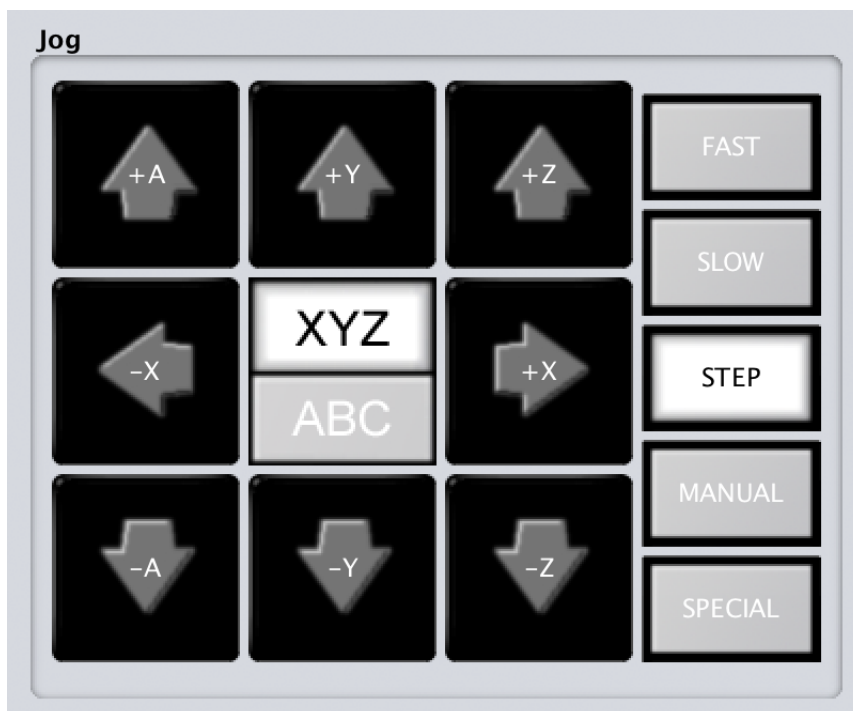 Jog
+A +Y +Z FAST
SLOW
-X XYZ +X STEP
ABC
MANUAL
-A -Y -Z
SPECIAL